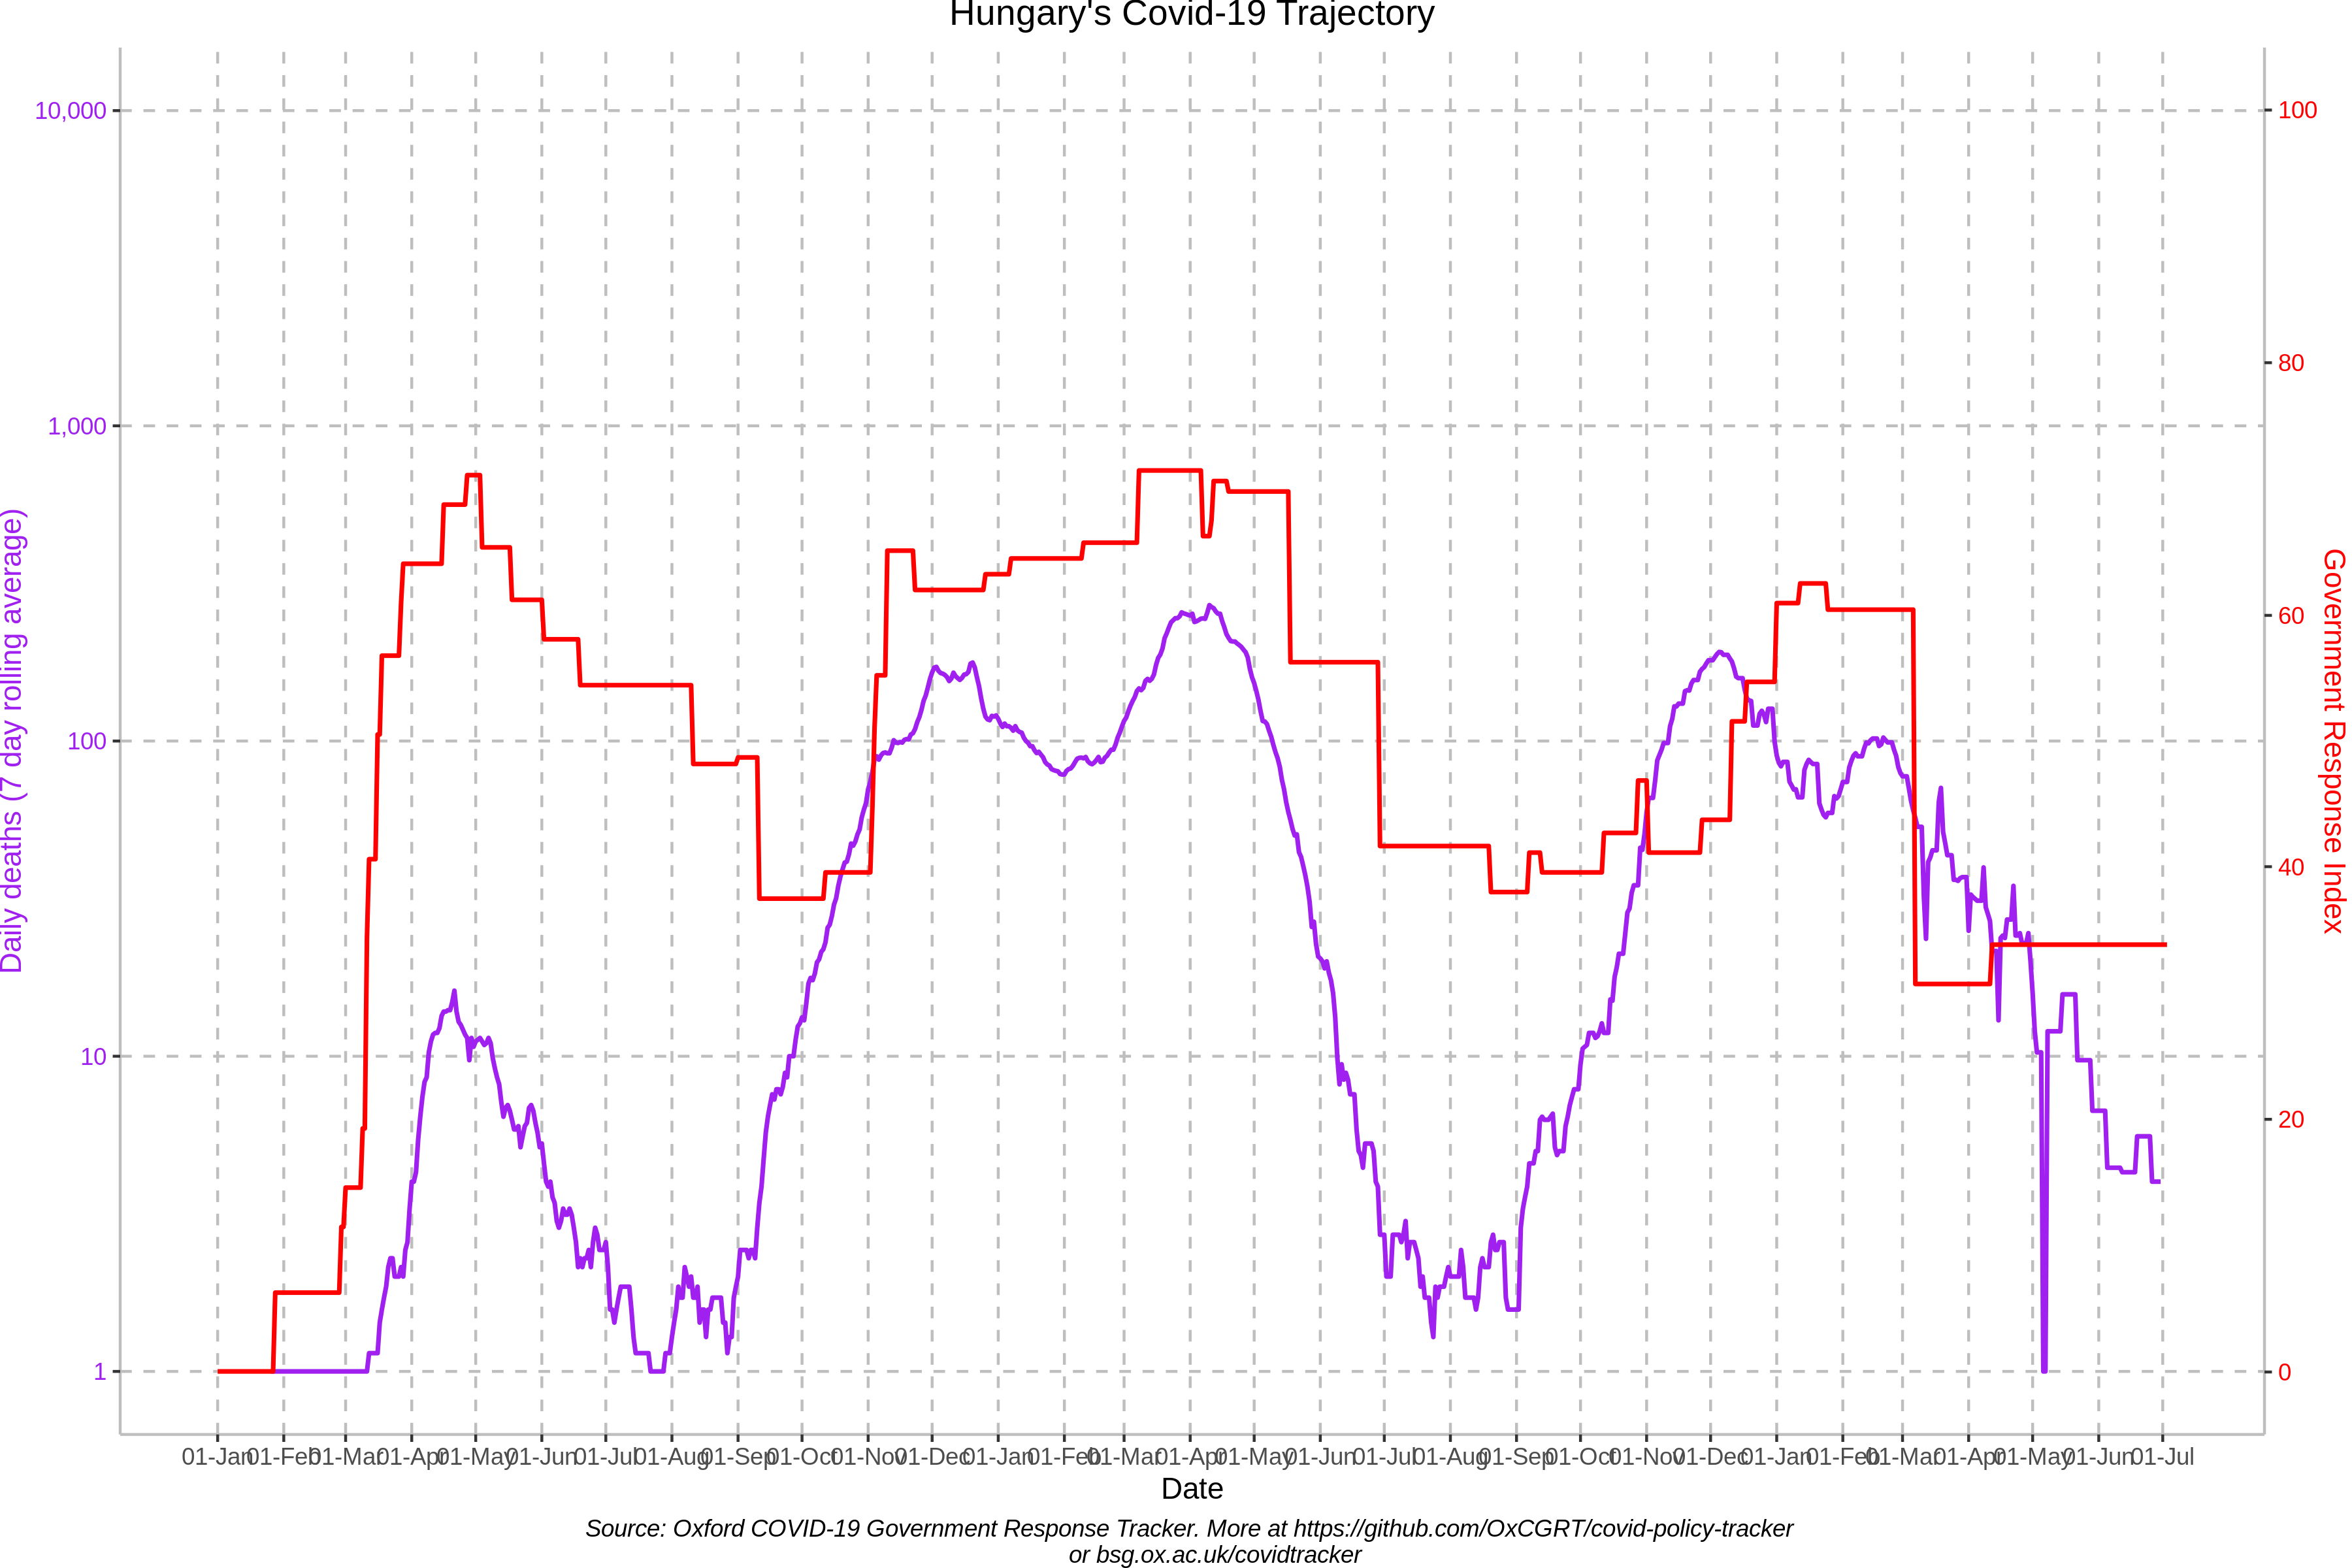 Hungary's Covid-19 Trajectory
10,000
1,000
100
10
1
Daily deaths (7 day rolling average)
100
80
60
40
20
0
Government Response Index
01-Jan 01-Feb 01-Mar 01-Apr 01-May 01-Jun 01-Jul 01-Aug 01-Sep 01-Oct 01-Nov 01-Dec 01-Jan 01-Feb 01-Mar 01-Apr 01-May 01-Jun 01-Jul 01-Aug 01-Sep 01-Oct 01-Nov 01-Dec 01-Jan 01-Feb 01-Mar 01-Apr 01-May 01-Jun 01-Jul
Date
Source: Oxford COVID-19 Government Response Tracker. More at https://github.com/OxCGRT/covid-policy-tracker
or bsg.ox.ac.uk/covidtracker